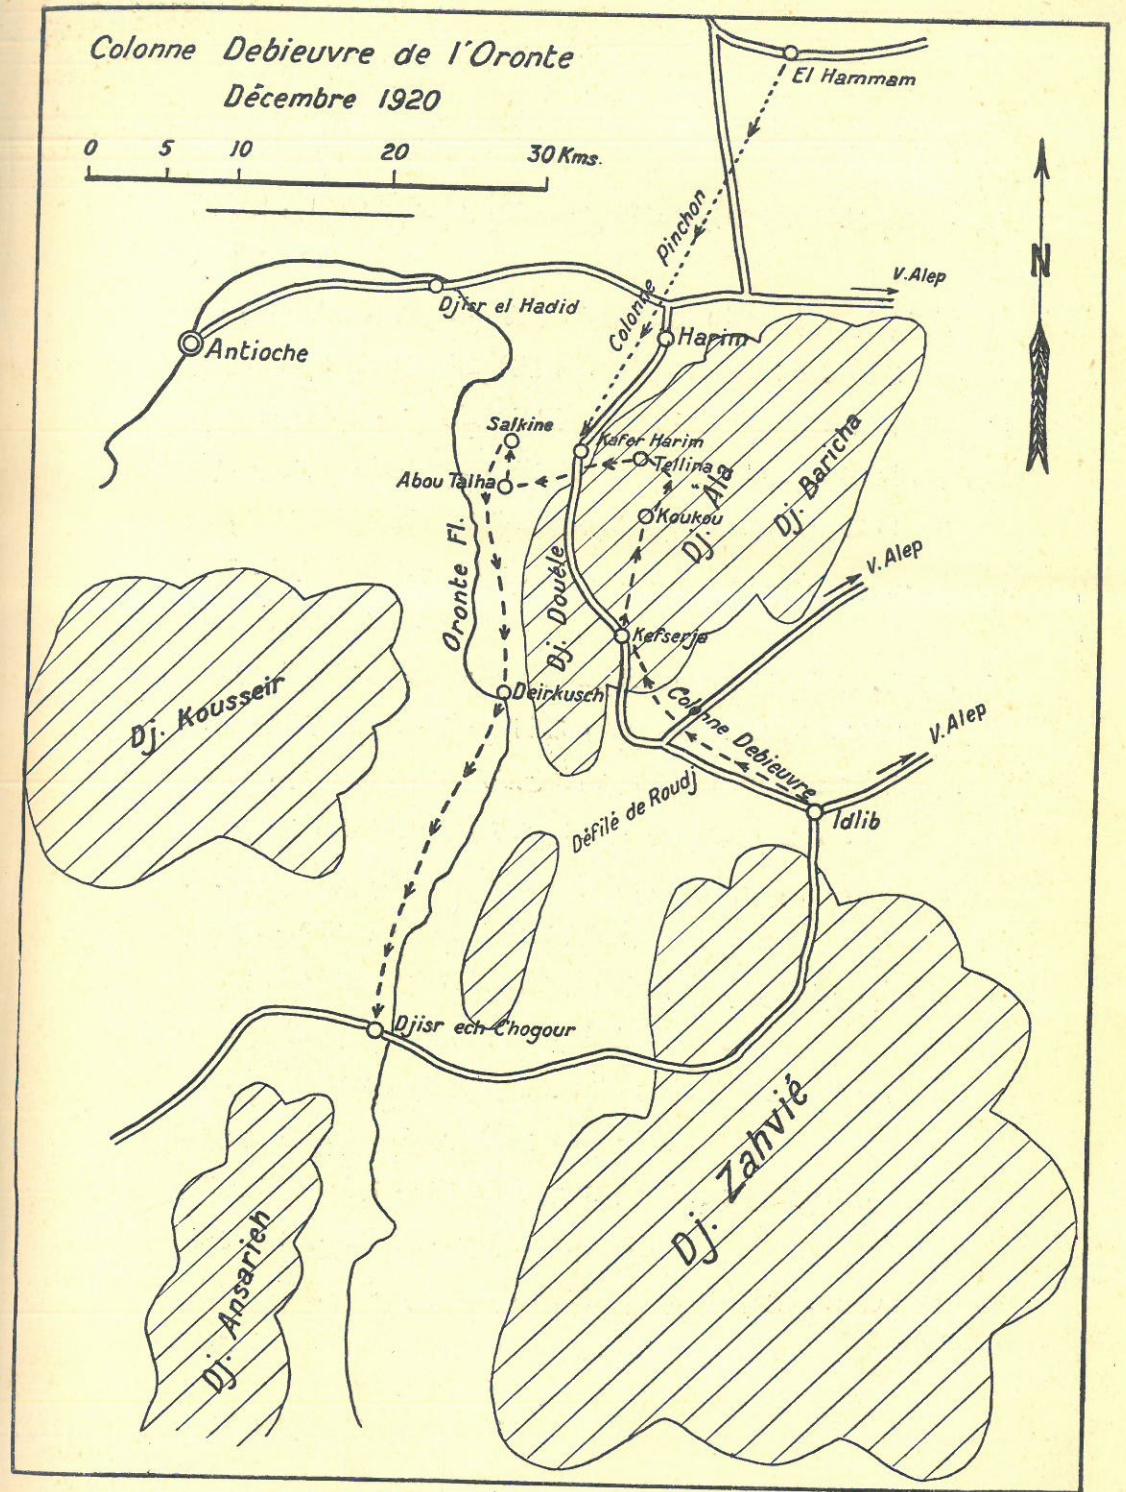 Colonne Debieuvre de l'Oronte
Décembre 1920
0 5 10 20 30 Kms.
El Hammam
N
Colonne Pinchon
V. Alep
Djisr el Hadid
Harim
Antioche
Salkine
Kafer Harim
Tellina
Abou Talha
Koukou
Dj. Ala
Dj. Baricha
Oronte Fl.
Dj. Douéle
V. Alep
Kefserja
Deirkusch
Colonne Debieuvre
Dj. Kousseir
V. Alep
Défilé de Roudj
Idlib
Djisr ech-Chogour
Dj. Zahvié
Dj. Ansarieh